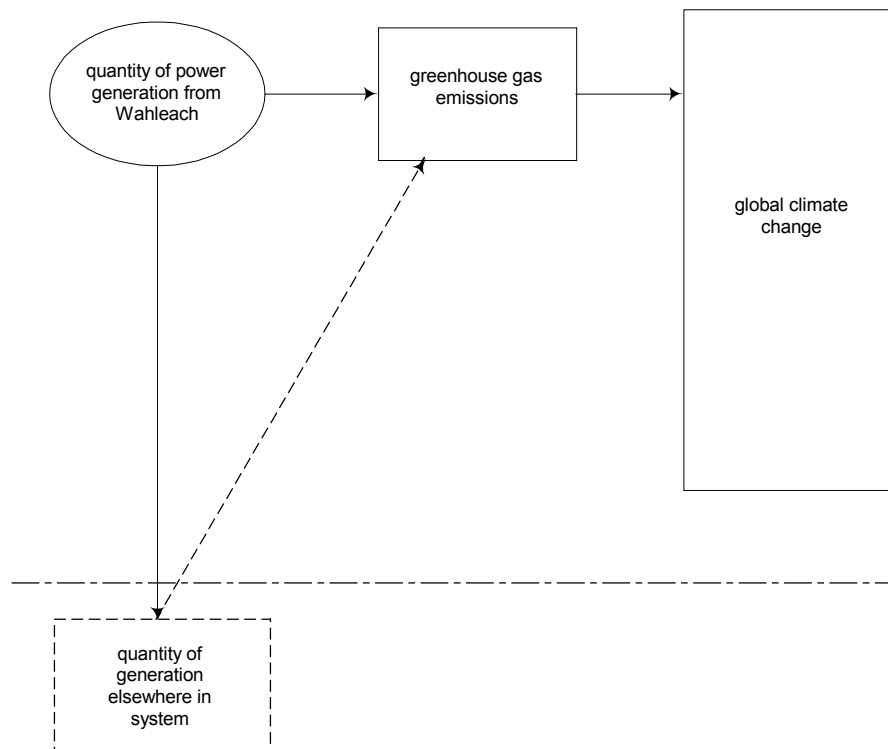 quantity of power
generation from
Wahleach
greenhouse gas
emissions
global climate
change
quantity of
generation
elsewhere in
system